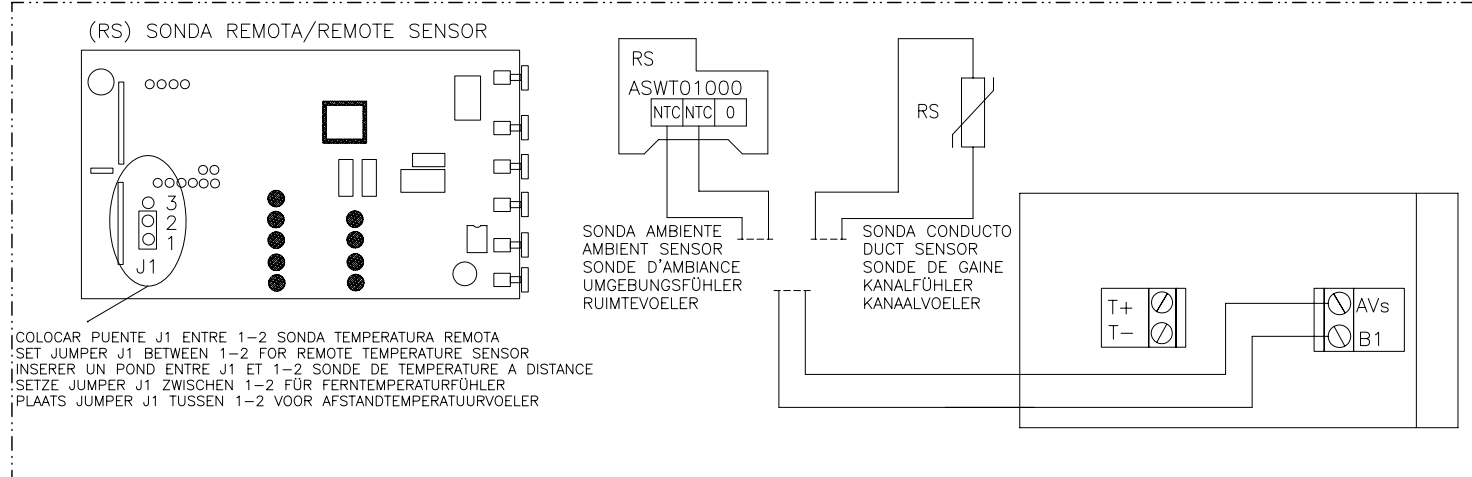 (RS) SONDA REMOTA/REMOTE SENSOR
3
2
1
J1
COLOCAR PUENTE J1 ENTRE 1-2 SONDA TEMPERATURA REMOTA
SET JUMPER J1 BETWEEN 1-2 FOR REMOTE TEMPERATURE SENSOR
INSERER UN POND ENTRE J1 ET 1-2 SONDE DE TEMPERATURE A DISTANCE
SETZE JUMPER J1 ZWISCHEN 1-2 FÜR FERNTEMPERATURFÜHLER
PLAATS JUMPER J1 TUSSEN 1-2 VOOR AFSTANDTEMPERATUURVOELER
RS
ASWT01000
NTC NTC 0
SONDA AMBIENTE
AMBIENT SENSOR
SONDE D'AMBIANCE
UMGEBUNGSFÜHLER
RUIMTEVOELER
RS
SONDA CONDUCTO
DUCT SENSOR
SONDE DE GAINE
KANALFÜHLER
KANAALVOELER
T+
T-
AVs
B1